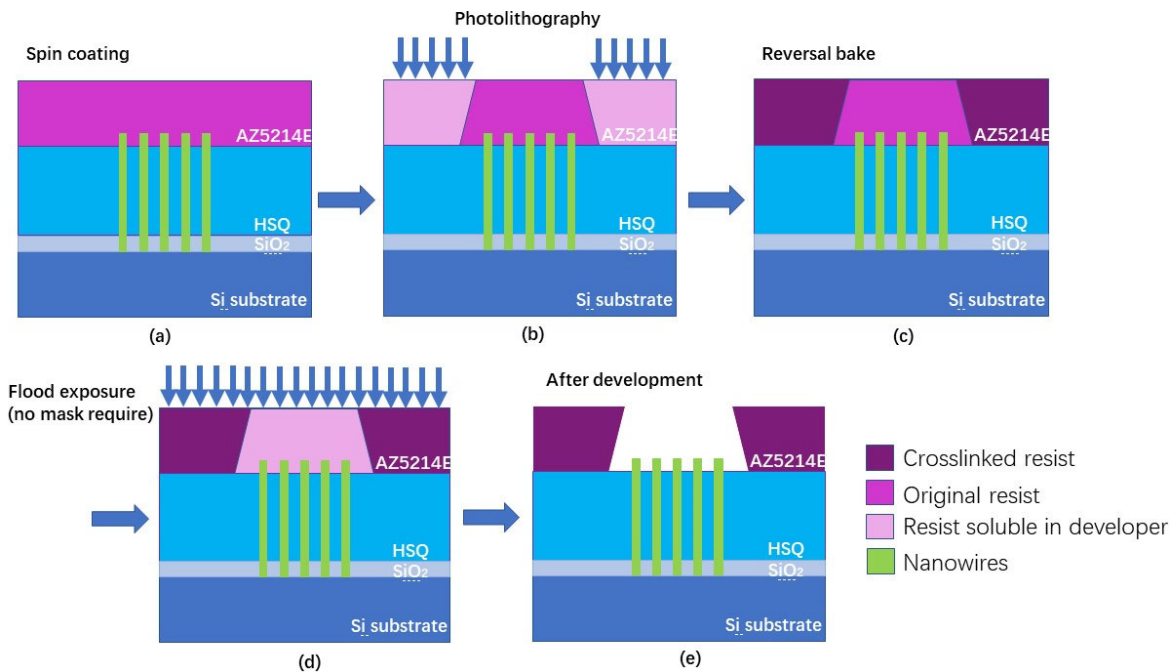 Spin coating
AZ5214E
HSQ
SiO₂
Si substrate
(a)
Photolithography
AZ5214E
HSQ
SiO₂
Si substrate
(b)
Reversal bake
AZ5214E
HSQ
SiO₂
Si substrate
(c)
Flood exposure
(no mask require)
AZ5214E
HSQ
SiO₂
Si substrate
(d)
After development
AZ5214E
HSQ
SiO₂
Si substrate
(e)
Crosslinked resist
Original resist
Resist soluble in developer
Nanowires